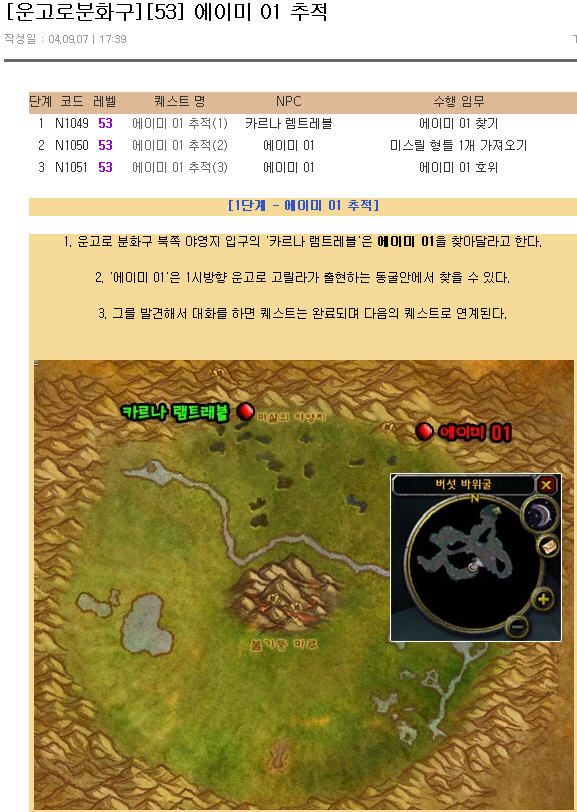 [운고로분화구][53] 에이미 01 추적
작성일 : 04,09,07 | 17:39
단계 코드 레벨 퀘스트 명 NPC 수행 임무
1 N1049 53 에이미 01 추적(1) 카르나 렘트레블 에이미 01 찾기
2 N1050 53 에이미 01 추적(2) 에이미 01 미스릴 형틀 1개 가져오기
3 N1051 53 에이미 01 추적(3) 에이미 01 에이미 01 호위
[1단계 - 에이미 01 추적]
1. 운고로 분화구 북쪽 야영지 입구의 '카르나 램트레블'은 에이미 01을 찾아달라고 한다.
2. '에이미 01'은 1시방향 운고로 고릴라가 출현하는 동굴안에서 찾을 수 있다.
3. 그를 발견해서 대화를 하면 퀘스트는 완료되며 다음의 퀘스트로 연계된다.
카르나 램트래블 마샬의 야영지
에이미 01
버섯 바위굴
N
불기둥 마루